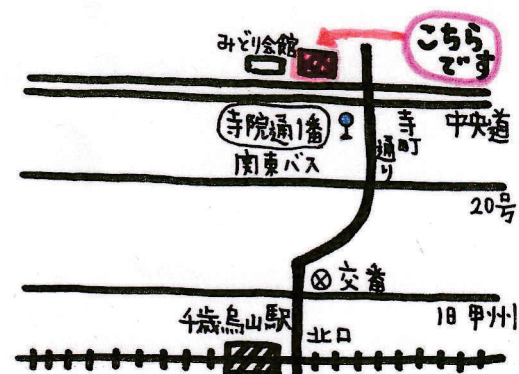 こちら
です
みどり会館
寺院通1番
関東バス
寺町
通り
中央道
20号
交番
旧甲州
千歳烏山駅
北口